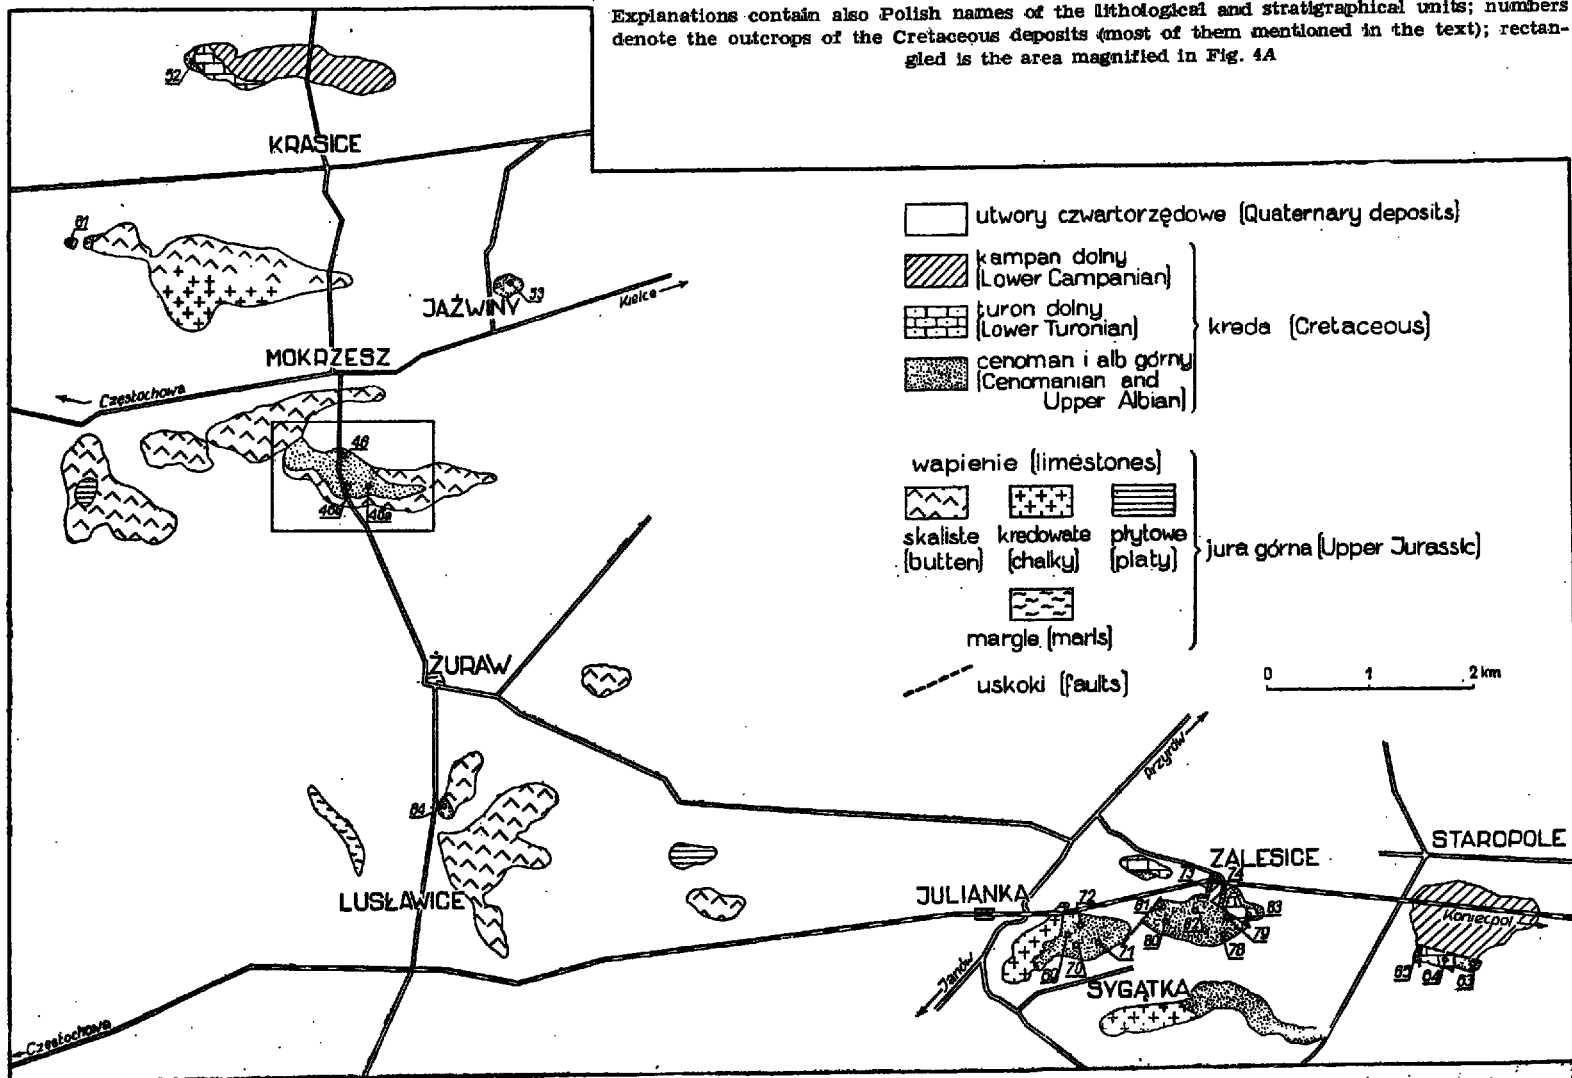 Explanations contain also Polish names of the lithological and stratigraphical units; numbers
denote the outcrops of the Cretaceous deposits (most of them mentioned in the text); rectan-
gled is the area magnified in Fig. 4A
52
KRASICE
61
JAŹWINY
53
Kielce
MOKRZESZ
Częstochowa
46
46a
utwory czwartorzędowe (Quaternary deposits)
kampan dolny
(Lower Campanian)
turon dolny
(Lower Turonian)
cenoman i alb górny
(Cenomanian and
Upper Albian)
kreda (Cretaceous)
wapienie (limestones)
skaliste
(butten)
kredowate
(chalky)
płytowe
(platy)
jura górna (Upper Jurassic)
margle (marls)
uskoki (faults)
0 1 2 km
ŻURAW
84
LUSŁAWICE
Przyrów
STAROPOLE
ZALESICE
73
74
JULIANKA
72
81
82
83
Koniecpol
80
79
78
71
70
69
65
64
63
Janów
SYGĄTKA
Częstochowa